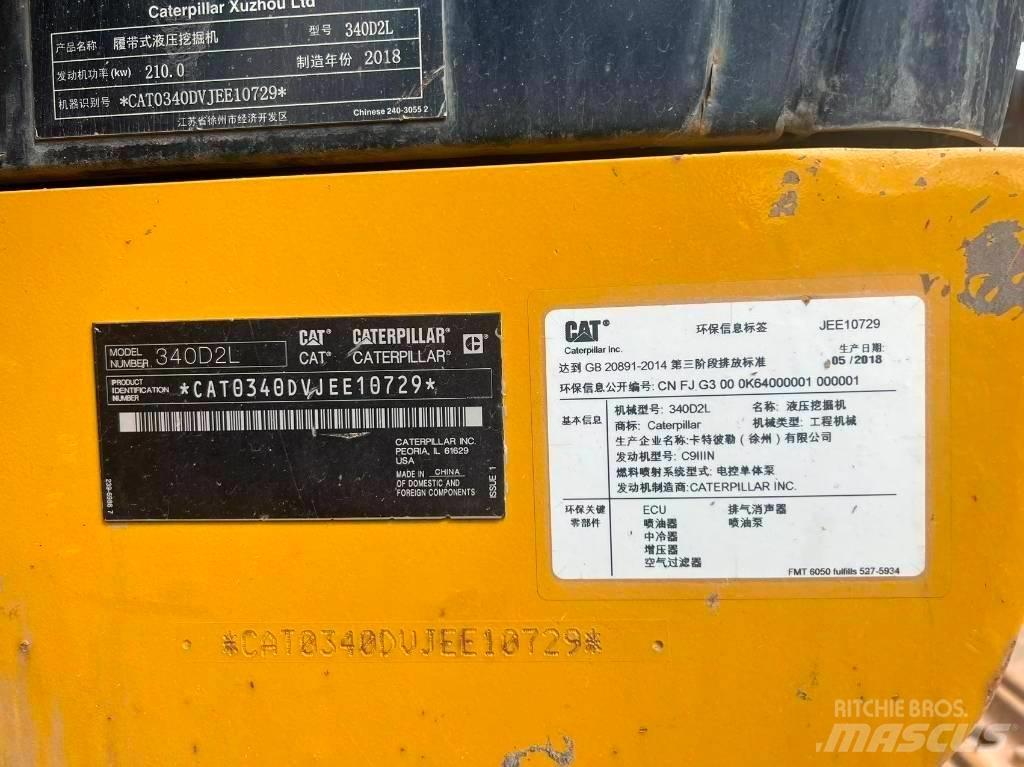 Caterpillar Xuzhou Ltd
产品名称 履带式液压挖掘机 型号 340D2L
发动机功率(kw) 210.0 制造年份 2018
机器识别号 *CAT0340DVJEE10729*
江苏省徐州市经济开发区 Chinese 240-3055 2
CAT® CATERPILLAR®
MODEL NUMBER 340D2L CAT® CATERPILLAR®
PRODUCT IDENTIFICATION NUMBER *CAT0340DVJEE10729*
CATERPILLAR INC.
PEORIA, IL 61629
USA
MADE IN CHINA
OF DOMESTIC AND
FOREIGN COMPONENTS
ISSUE 1
CAT® 环保信息标签 JEE10729
Caterpillar Inc. 生产日期:
达到 GB 20891-2014 第三阶段排放标准 05/2018
环保信息公开编号: CN FJ G3 00 0K64000001 000001
基本信息
机械型号: 340D2L 名称: 液压挖掘机
商标: Caterpillar 机械类型: 工程机械
生产企业名称:卡特彼勒（徐州）有限公司
发动机型号: C9IIIN
燃料喷射系统型式: 电控单体泵
发动机制造商:CATERPILLAR INC.
环保关键
零部件
ECU 排气消声器
喷油器 喷油泵
中冷器
增压器
空气过滤器
FMT 6050 fulfills 527-5934
*CAT0340DVJEE10729*
RITCHIE BROS.
MASCUS